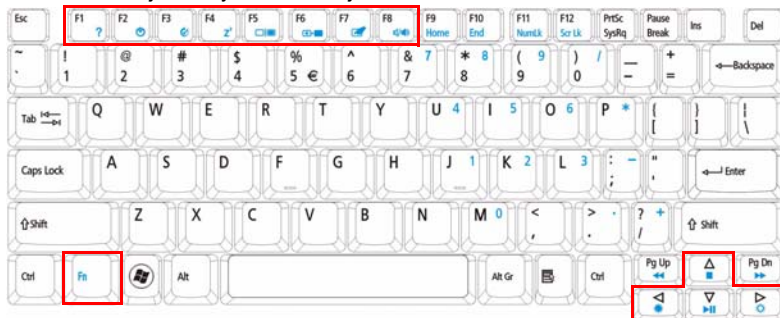 Esc F1 ? F2 F3 F4 Zz F5 F6 F7 F8 F9 Home F10 End F11 NumLk F12 Scr Lk PrtSc SysRq Pause Break Ins Del
~ ` ! 1 @ 2 # 3 $ 4 % 5 € ^ 6 & 7 7 * 8 8 ( 9 9 ) / 0 _ - + = Backspace
Tab Q W E R T Y U 4 I 5 O 6 P * { [ } ] | \
Caps Lock A S D F G H J 1 K 2 L 3 : - ; " ' Enter
Shift Z X C V B N M 0 < , > . . ? + / Shift
Ctrl Fn Alt Alt Gr Ctrl Pg Up Pg Dn